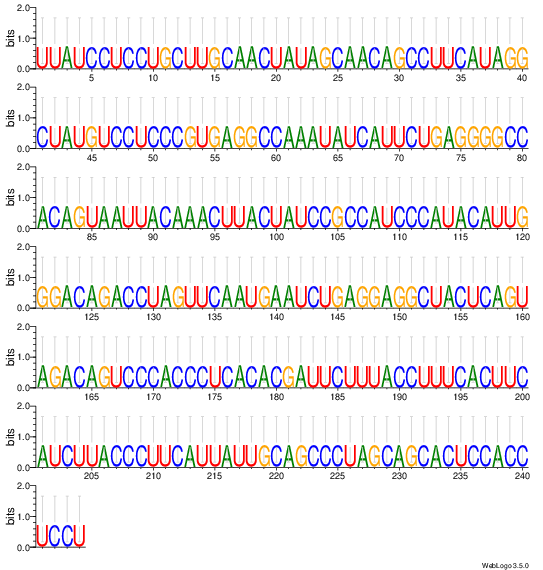 2.0
1.0
bits
0.0
UUAUCCUCCUGCUUGCAACUAUAGCAACAGCCUUCAUAGG
5 10 15 20 25 30 35 40
2.0
1.0
bits
0.0
CUAUGUCCUCCCGUGAGGCCAAAUAUCAUUCUGAGGGGCC
45 50 55 60 65 70 75 80
2.0
1.0
bits
0.0
ACAGUAAUUACAAACUUACUAUCCGCCAUCCCAUACAUUG
85 90 95 100 105 110 115 120
2.0
1.0
bits
0.0
GGACAGACCUAGUUCAAUGAAUCUGAGGAGGCUACUCAGU
125 130 135 140 145 150 155 160
2.0
1.0
bits
0.0
AGACAGUCCCACCCUCACACGAUUCUUUACCUUUCACUUC
165 170 175 180 185 190 195 200
2.0
1.0
bits
0.0
AUCUUACCCUUCAUUAUUGCAGCCCUAGCAGCACUCCACC
205 210 215 220 225 230 235 240
2.0
1.0
bits
0.0
UCCU
WebLogo 3.5.0